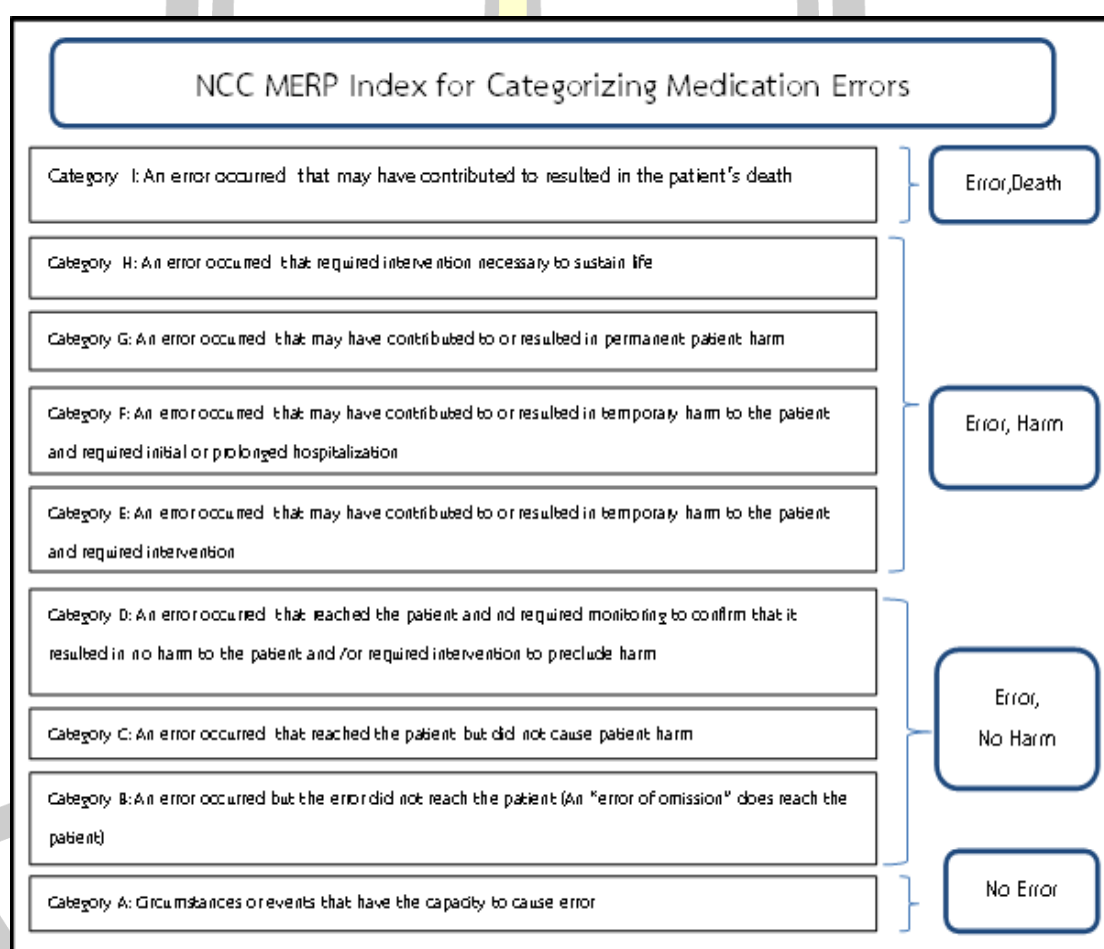 NCC MERP Index for Categorizing Medication Errors
Category I: An error occurred that may have contributed to resulted in the patient's death
Error,Death
Category H: An error occurred that required intervention necessary to sustain life
Category G: An error occurred that may have contributed to or resulted in permanent patient harm
Category F: An error occurred that may have contributed to or resulted in temporary harm to the patient
and required initial or prolonged hospitalization
Error, Harm
Category E: An error occurred that may have contributed to or resulted in temporary harm to the patient
and required intervention
Category D: An error occurred that reached the patient and nd required monitoring to confirm that it
resulted in no harm to the patient and /or required intervention to preclude harm
Category C: An error occurred that reached the patient but did not cause patient harm
Error,
No Harm
Category B: An error occurred but the error did not reach the patient (An "error of omission" does reach the
patient)
Category A: Circumstances or events that have the capacity to cause error
No Error